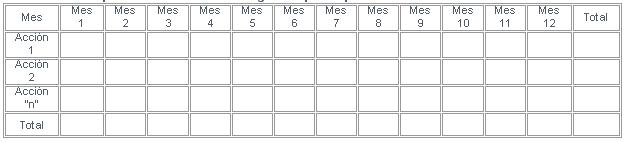 Mes Mes 1 Mes 2 Mes 3 Mes 4 Mes 5 Mes 6 Mes 7 Mes 8 Mes 9 Mes 10 Mes 11 Mes 12 Total
Acción 1
Acción 2
Acción "n"
Total